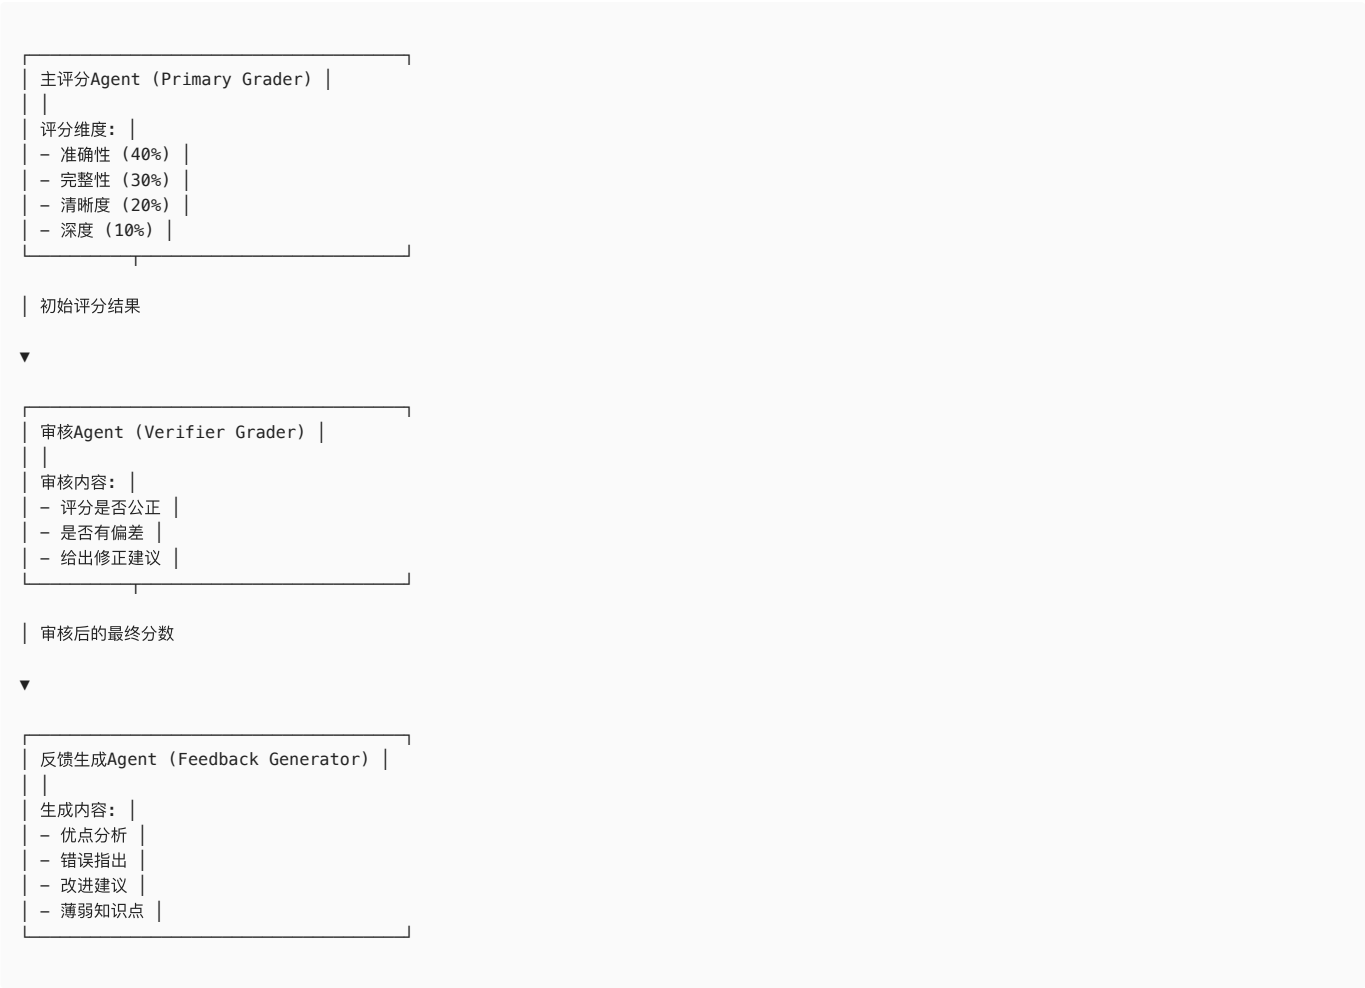 ┌─────────────────────────────────────┐
│ 主评分Agent (Primary Grader) │
│ │
│ 评分维度: │
│ - 准确性 (40%) │
│ - 完整性 (30%) │
│ - 清晰度 (20%) │
│ - 深度 (10%) │
└──────────┬──────────────────────────┘
│ 初始评分结果
▼
┌─────────────────────────────────────┐
│ 审核Agent (Verifier Grader) │
│ │
│ 审核内容: │
│ - 评分是否公正 │
│ - 是否有偏差 │
│ - 给出修正建议 │
└──────────┬──────────────────────────┘
│ 审核后的最终分数
▼
┌─────────────────────────────────────┐
│ 反馈生成Agent (Feedback Generator) │
│ │
│ 生成内容: │
│ - 优点分析 │
│ - 错误指出 │
│ - 改进建议 │
│ - 薄弱知识点 │
└─────────────────────────────────────┘